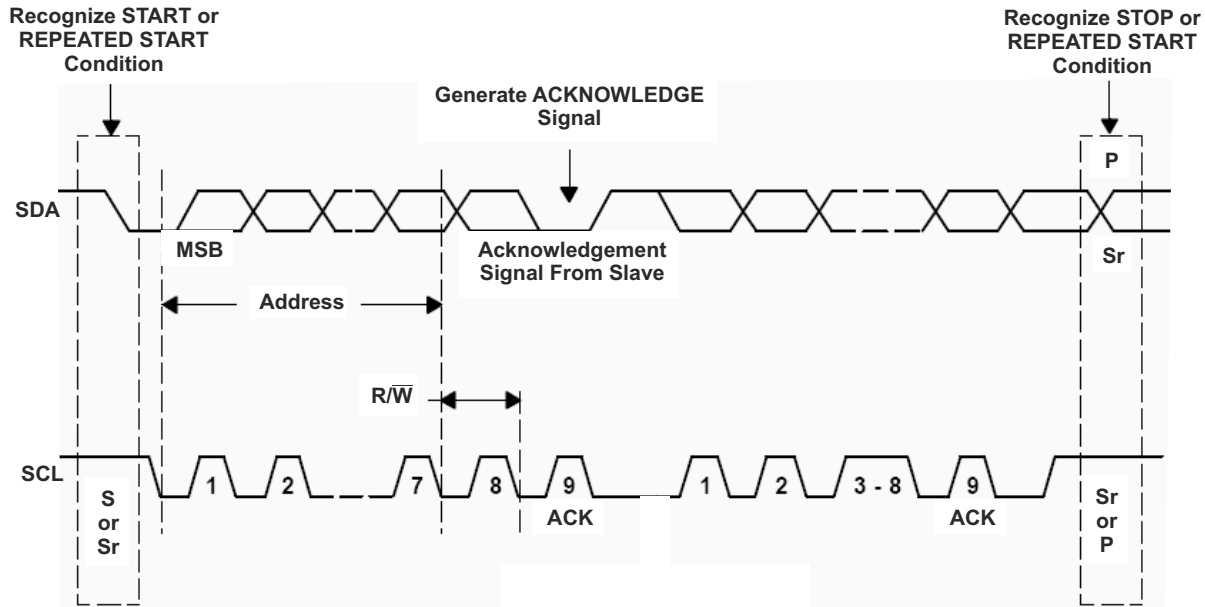 Recognize START or
REPEATED START
Condition
Recognize STOP or
REPEATED START
Condition
Generate ACKNOWLEDGE
Signal
P
SDA
MSB
Acknowledgement
Signal From Slave
Sr
Address
R/W̅
SCL
1
2
7
8
9
1
2
3 - 8
9
S
or
Sr
ACK
ACK
Sr
or
P